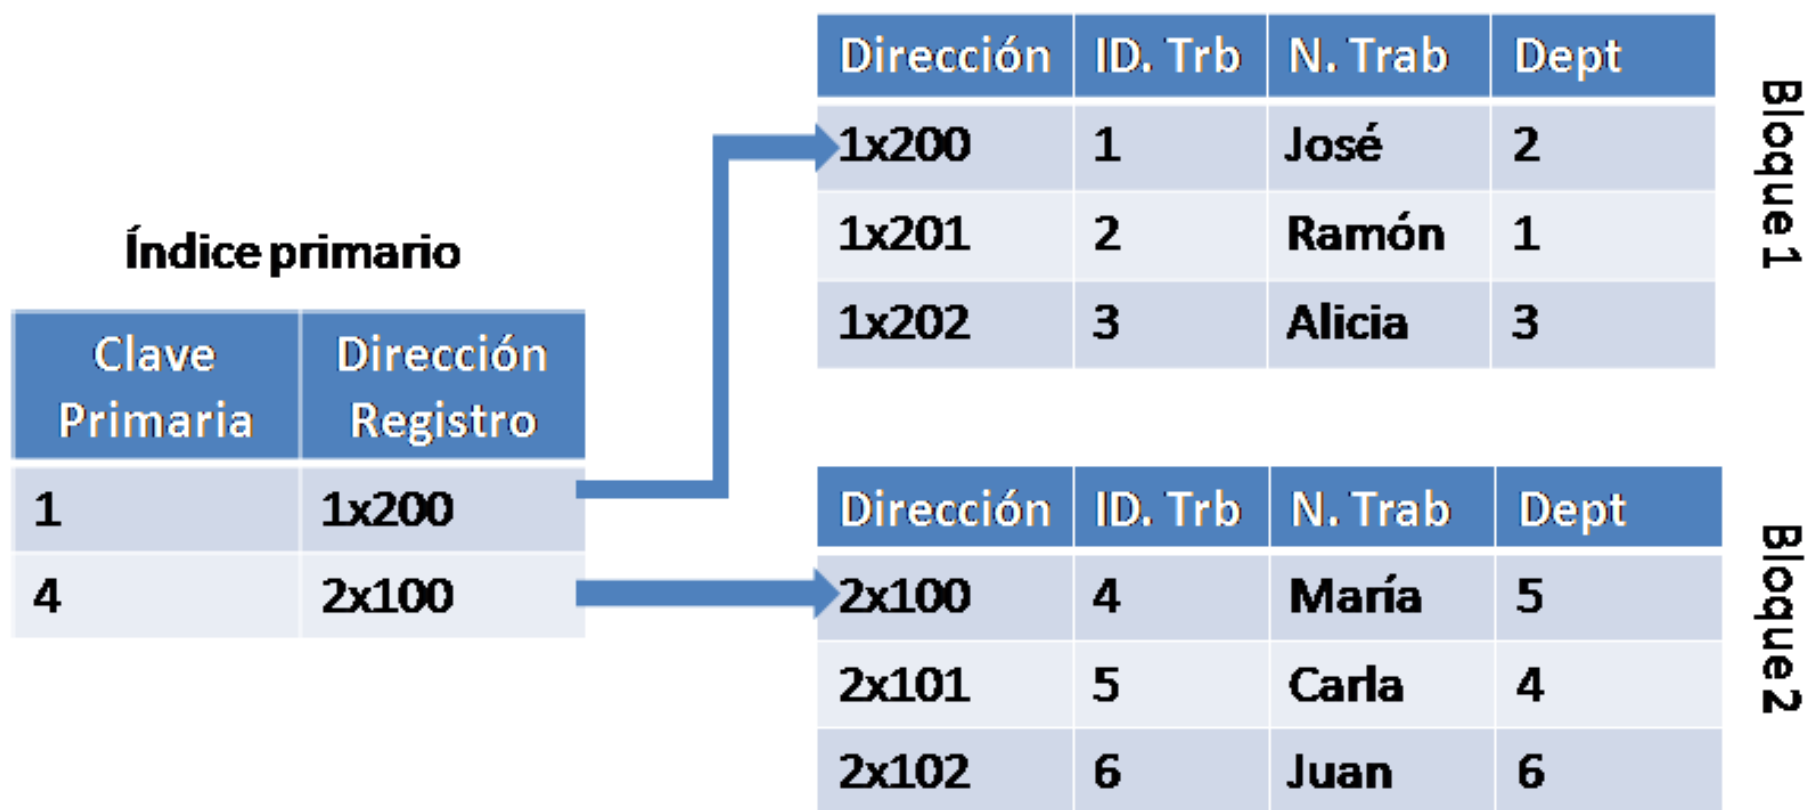 Índice primario
Clave Primaria Dirección Registro
1 1x200
4 2x100
Dirección ID. Trb N. Trab Dept
1x200 1 José 2
1x201 2 Ramón 1
1x202 3 Alicia 3
Bloque 1
Dirección ID. Trb N. Trab Dept
2x100 4 María 5
2x101 5 Carla 4
2x102 6 Juan 6
Bloque 2